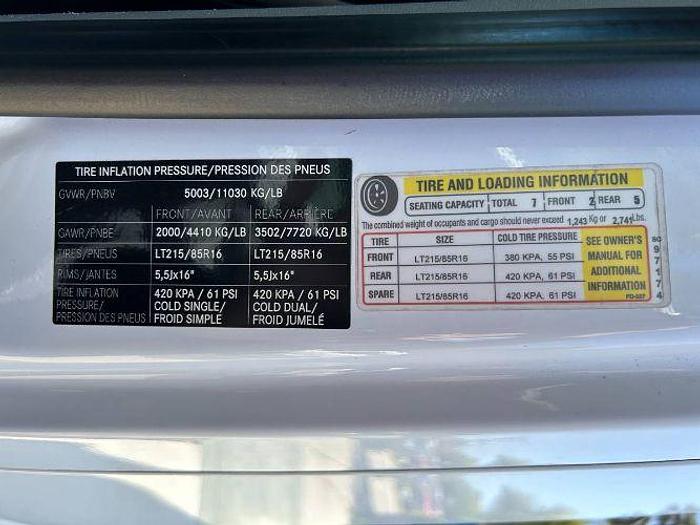 TIRE INFLATION PRESSURE/PRESSION DES PNEUS
GVWR/PNBV 5003/11030 KG/LB
FRONT/AVANT REAR/ARRIÈRE
GAWR/PNBE 2000/4410 KG/LB 3502/7720 KG/LB
TIRES/PNEUS LT215/85R16 LT215/85R16
RIMS/JANTES 5,5Jx16" 5,5Jx16"
TIRE INFLATION 420 KPA / 61 PSI 420 KPA / 61 PSI
PRESSURE/ COLD SINGLE/ COLD DUAL/
PRESSION DES PNEUS FROID SIMPLE FROID JUMELÉ
TIRE AND LOADING INFORMATION
SEATING CAPACITY TOTAL 7 FRONT 2 REAR 5
The combined weight of occupants and cargo should never exceed 1,243 Kg or 2,741 Lbs.
TIRE SIZE COLD TIRE PRESSURE
FRONT LT215/85R16 380 KPA, 55 PSI
REAR LT215/85R16 420 KPA, 61 PSI
SPARE LT215/85R16 420 KPA, 61 PSI
SEE OWNER'S
MANUAL FOR
ADDITIONAL
INFORMATION